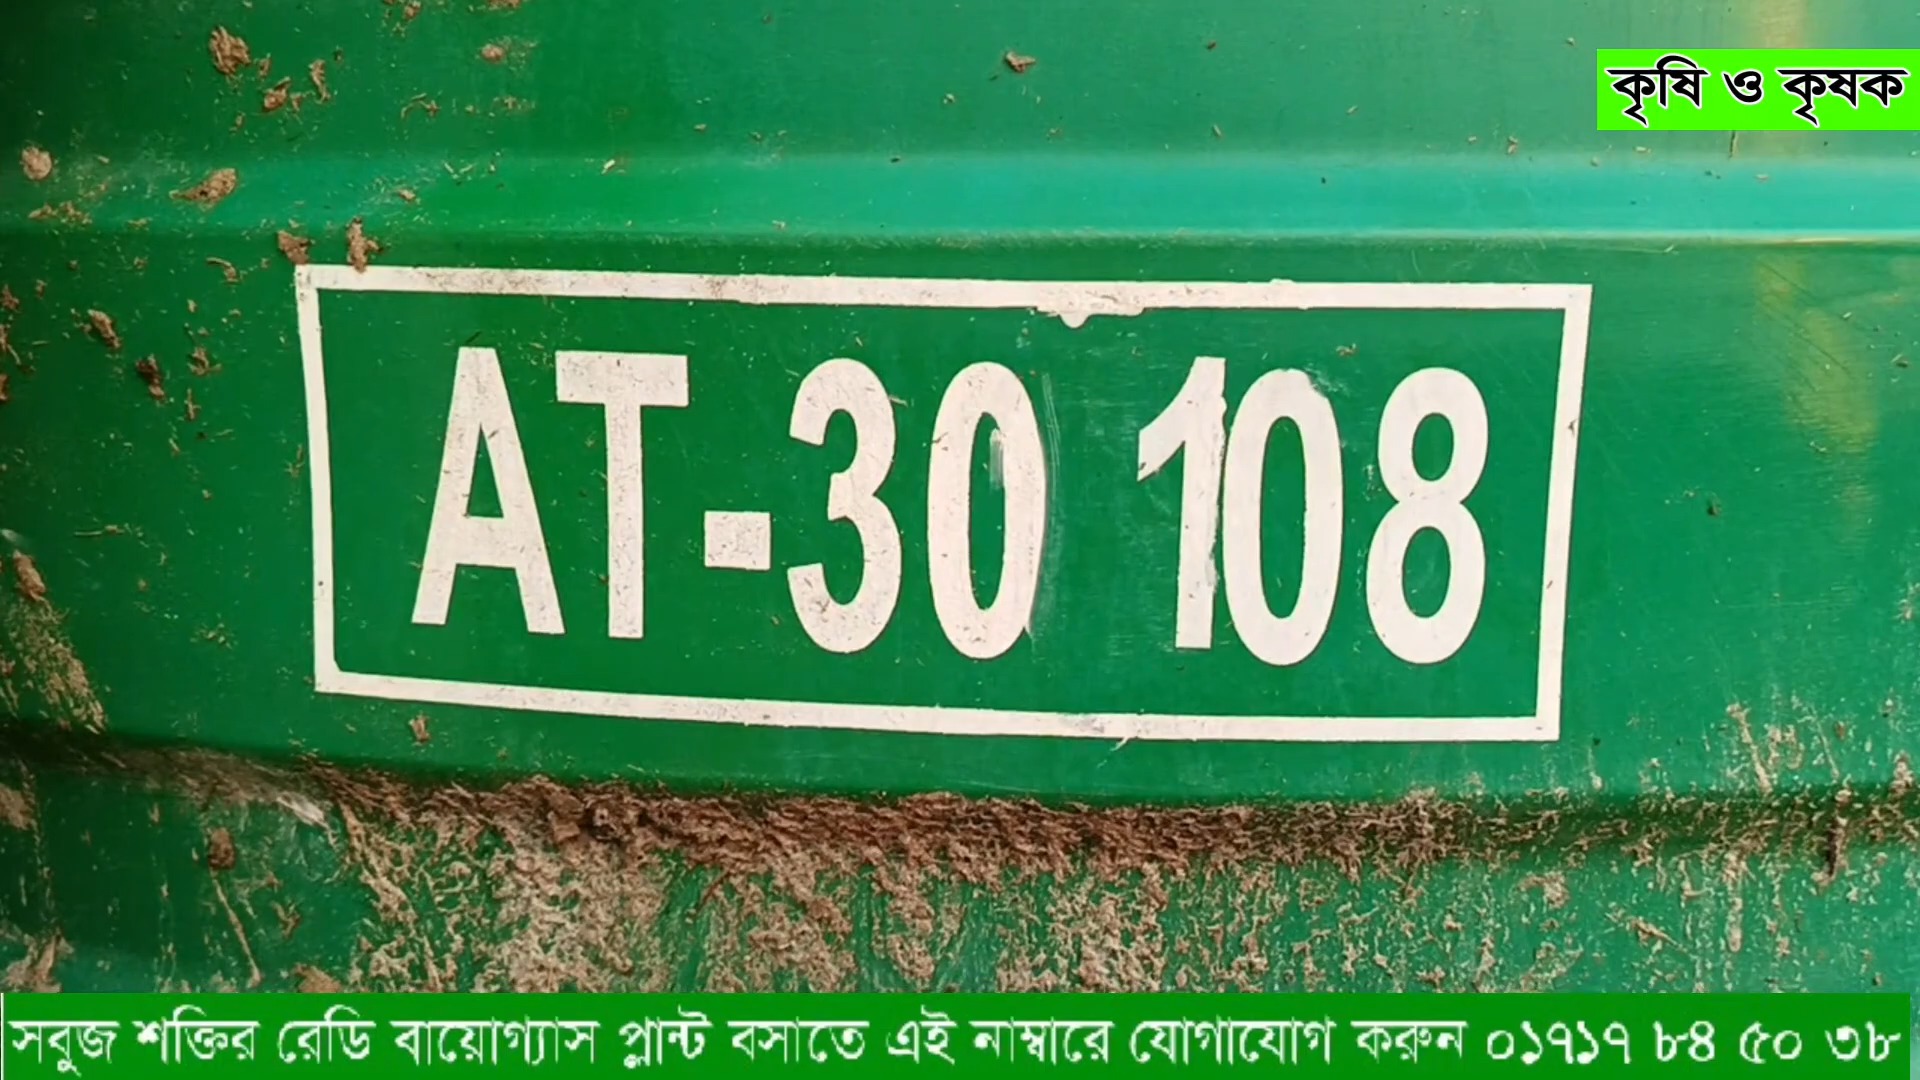 কৃষি ও কৃষক
AT-30 108
সবুজ শক্তির রেডি বায়োগ্যাস প্লান্ট বসাতে এই নাম্বারে যোগাযোগ করুন ০১৭১৭ ৮৪ ৫০ ৩৮